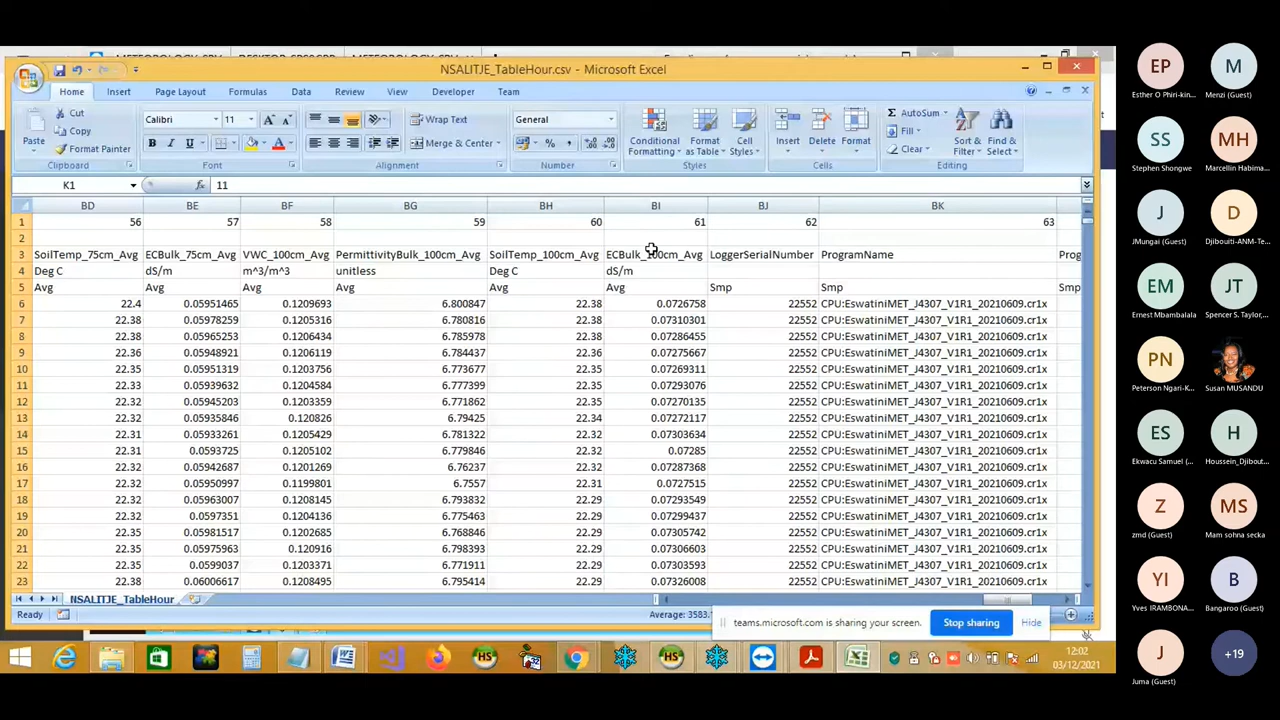 NSALITJE_TableHour.csv - Microsoft Excel
Home Insert Page Layout Formulas Data Review View Developer Team
Paste
Cut
Copy
Format Painter
Clipboard
Calibri 11
Font
Wrap Text
Merge & Center
Alignment
General
Number
Conditional Formatting
Format as Table
Cell Styles
Styles
Insert Delete Format
Cells
AutoSum
Fill
Clear
Sort & Filter
Find & Select
Editing
K1 11
BD BE BF BG BH BI BJ BK
1 56 57 58 59 60 61 62 63
2
3 SoilTemp_75cm_Avg ECBulk_75cm_Avg VWC_100cm_Avg PermittivityBulk_100cm_Avg SoilTemp_100cm_Avg ECBulk_100cm_Avg LoggerSerialNumber ProgramName Prog
4 Deg C dS/m m^3/m^3 unitless Deg C dS/m
5 Avg Avg Avg Avg Avg Avg Smp Smp Smp
6 22.4 0.05951465 0.1209693 6.800847 22.38 0.0726758 22552 CPU:EswatiniMET_J4307_V1R1_20210609.cr1x
7 22.38 0.05978259 0.1205316 6.780816 22.38 0.07310301 22552 CPU:EswatiniMET_J4307_V1R1_20210609.cr1x
8 22.38 0.05965253 0.1206434 6.785978 22.38 0.07286455 22552 CPU:EswatiniMET_J4307_V1R1_20210609.cr1x
9 22.36 0.05948921 0.1206119 6.784437 22.36 0.07275667 22552 CPU:EswatiniMET_J4307_V1R1_20210609.cr1x
10 22.35 0.05951319 0.1203756 6.773677 22.35 0.07269311 22552 CPU:EswatiniMET_J4307_V1R1_20210609.cr1x
11 22.33 0.05939632 0.1204584 6.777399 22.35 0.07293076 22552 CPU:EswatiniMET_J4307_V1R1_20210609.cr1x
12 22.32 0.05945203 0.1203359 6.771862 22.35 0.07270135 22552 CPU:EswatiniMET_J4307_V1R1_20210609.cr1x
13 22.32 0.05935846 0.120826 6.79425 22.34 0.07272117 22552 CPU:EswatiniMET_J4307_V1R1_20210609.cr1x
14 22.32 0.05933261 0.1205429 6.781322 22.32 0.07303634 22552 CPU:EswatiniMET_J4307_V1R1_20210609.cr1x
15 22.31 0.0593725 0.1205102 6.779846 22.32 0.07285 22552 CPU:EswatiniMET_J4307_V1R1_20210609.cr1x
16 22.32 0.05942687 0.1201269 6.76237 22.32 0.07287368 22552 CPU:EswatiniMET_J4307_V1R1_20210609.cr1x
17 22.32 0.05950997 0.1199801 6.7557 22.31 0.0727515 22552 CPU:EswatiniMET_J4307_V1R1_20210609.cr1x
18 22.32 0.05963007 0.1208145 6.793832 22.29 0.07293549 22552 CPU:EswatiniMET_J4307_V1R1_20210609.cr1x
19 22.32 0.0597351 0.1204136 6.775463 22.29 0.07299437 22552 CPU:EswatiniMET_J4307_V1R1_20210609.cr1x
20 22.35 0.05981517 0.1202685 6.768846 22.29 0.07305742 22552 CPU:EswatiniMET_J4307_V1R1_20210609.cr1x
21 22.35 0.05975963 0.120916 6.798393 22.29 0.07306603 22552 CPU:EswatiniMET_J4307_V1R1_20210609.cr1x
22 22.35 0.0599037 0.1203371 6.771911 22.29 0.07303593 22552 CPU:EswatiniMET_J4307_V1R1_20210609.cr1x
23 22.38 0.06006617 0.1208495 6.795414 22.29 0.07326008 22552 CPU:EswatiniMET_J4307_V1R1_20210609.cr1x
NSALITJE_TableHour
Ready Average: 3583.
teams.microsoft.com is sharing your screen. Stop sharing Hide
12:02
03/12/2021
EP M
Esther O Phiri-kin... Menzi (Guest)
SS MH
Stephen Shongwe Marcellin Habima...
J D
JMungai (Guest) Djibouiti-ANM-Te...
EM JT
Ernest Mbambalala Spencer S. Taylor,...
PN
Peterson Ngari-K... Susan MUSANDU
ES H
Ekwacu Samuel (... Houssein_Djibout...
Z MS
zmd (Guest) Mam sohna secka
YI B
Yves IRAMBONA... Bangaroo (Guest)
J +19
Juma (Guest)